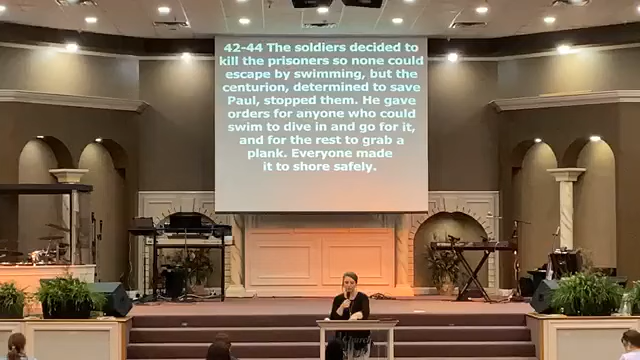 42-44 The soldiers decided to
kill the prisoners so none could
escape by swimming, but the
centurion, determined to save
Paul, stopped them. He gave
orders for anyone who could
swim to dive in and go for it,
and for the rest to grab a
plank. Everyone made
it to shore safely.
Church